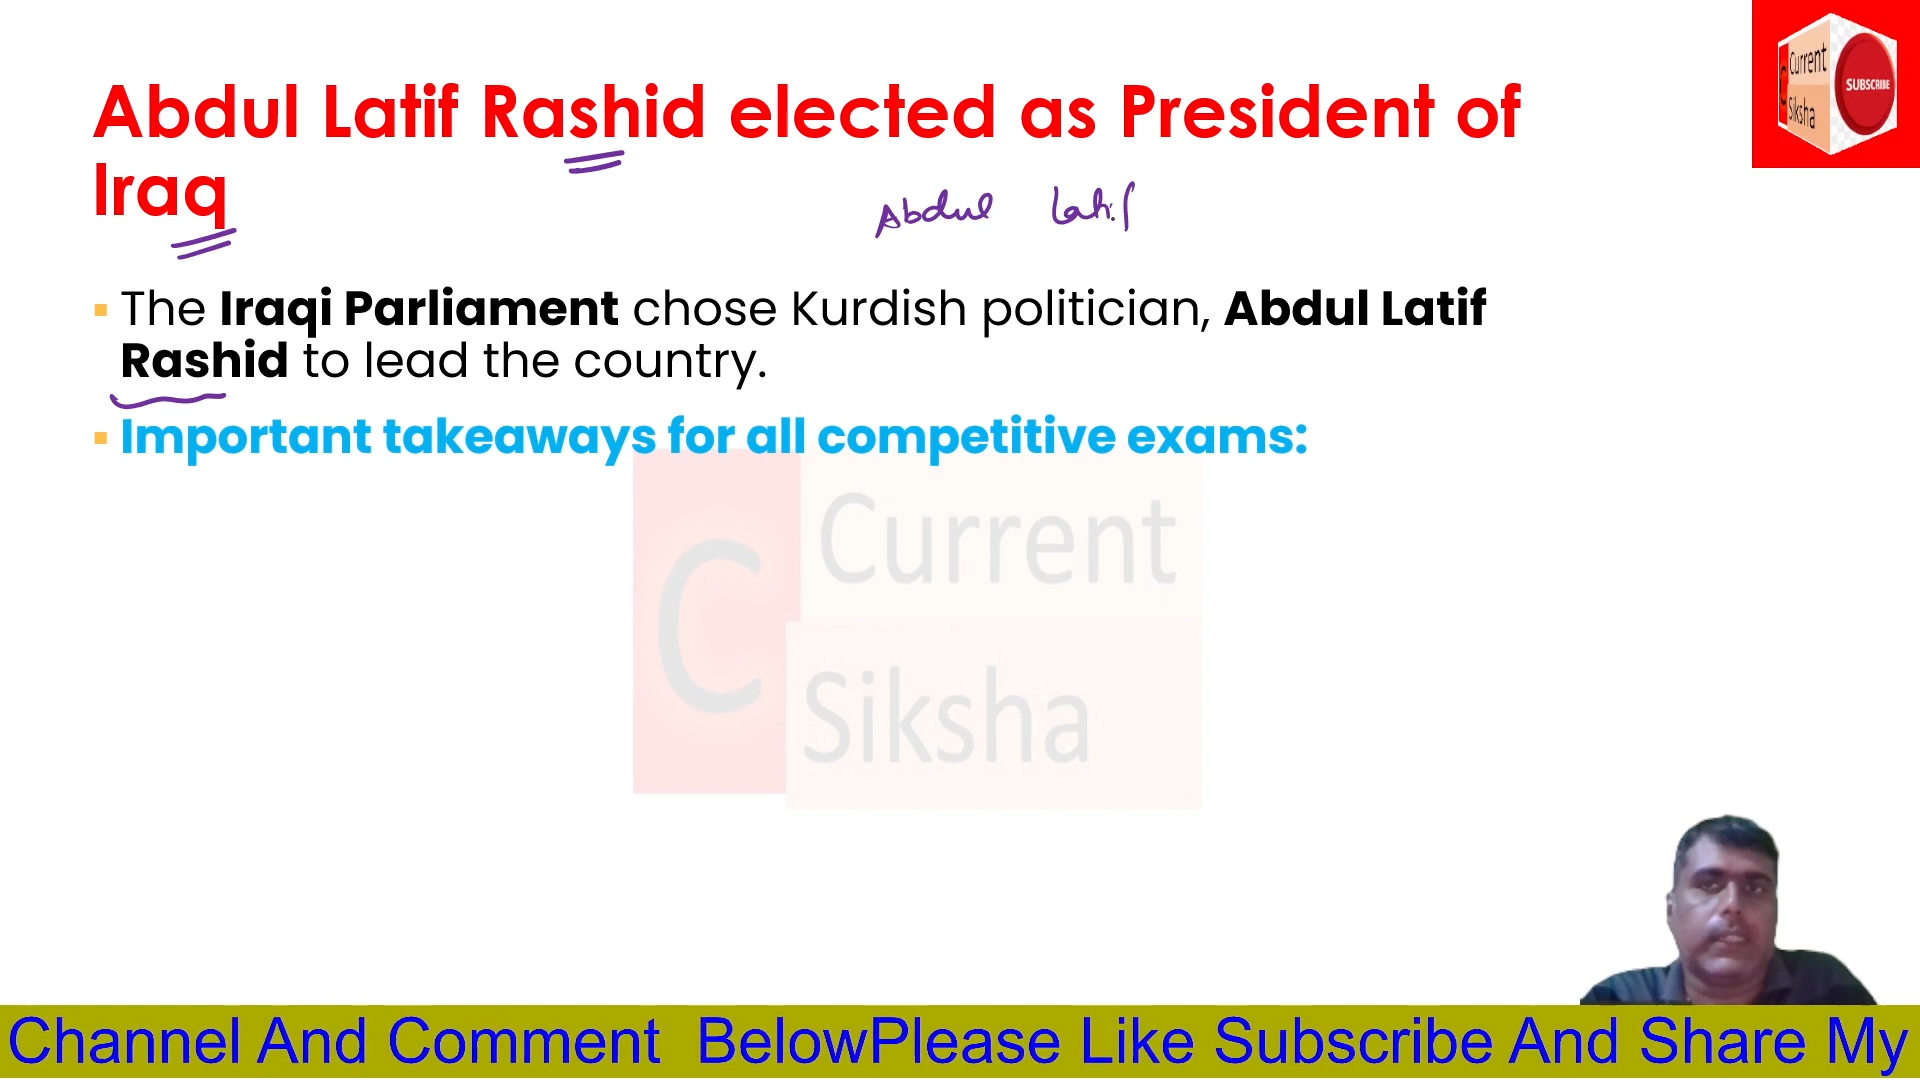 Abdul Latif Rashid elected as President of
Iraq
Abdul Latif
The Iraqi Parliament chose Kurdish politician, Abdul Latif
Rashid to lead the country.
Important takeaways for all competitive exams:
C Current
Siksha
C Current
Siksha
SUBSCRIBE
Channel And Comment BelowPlease Like Subscribe And Share My